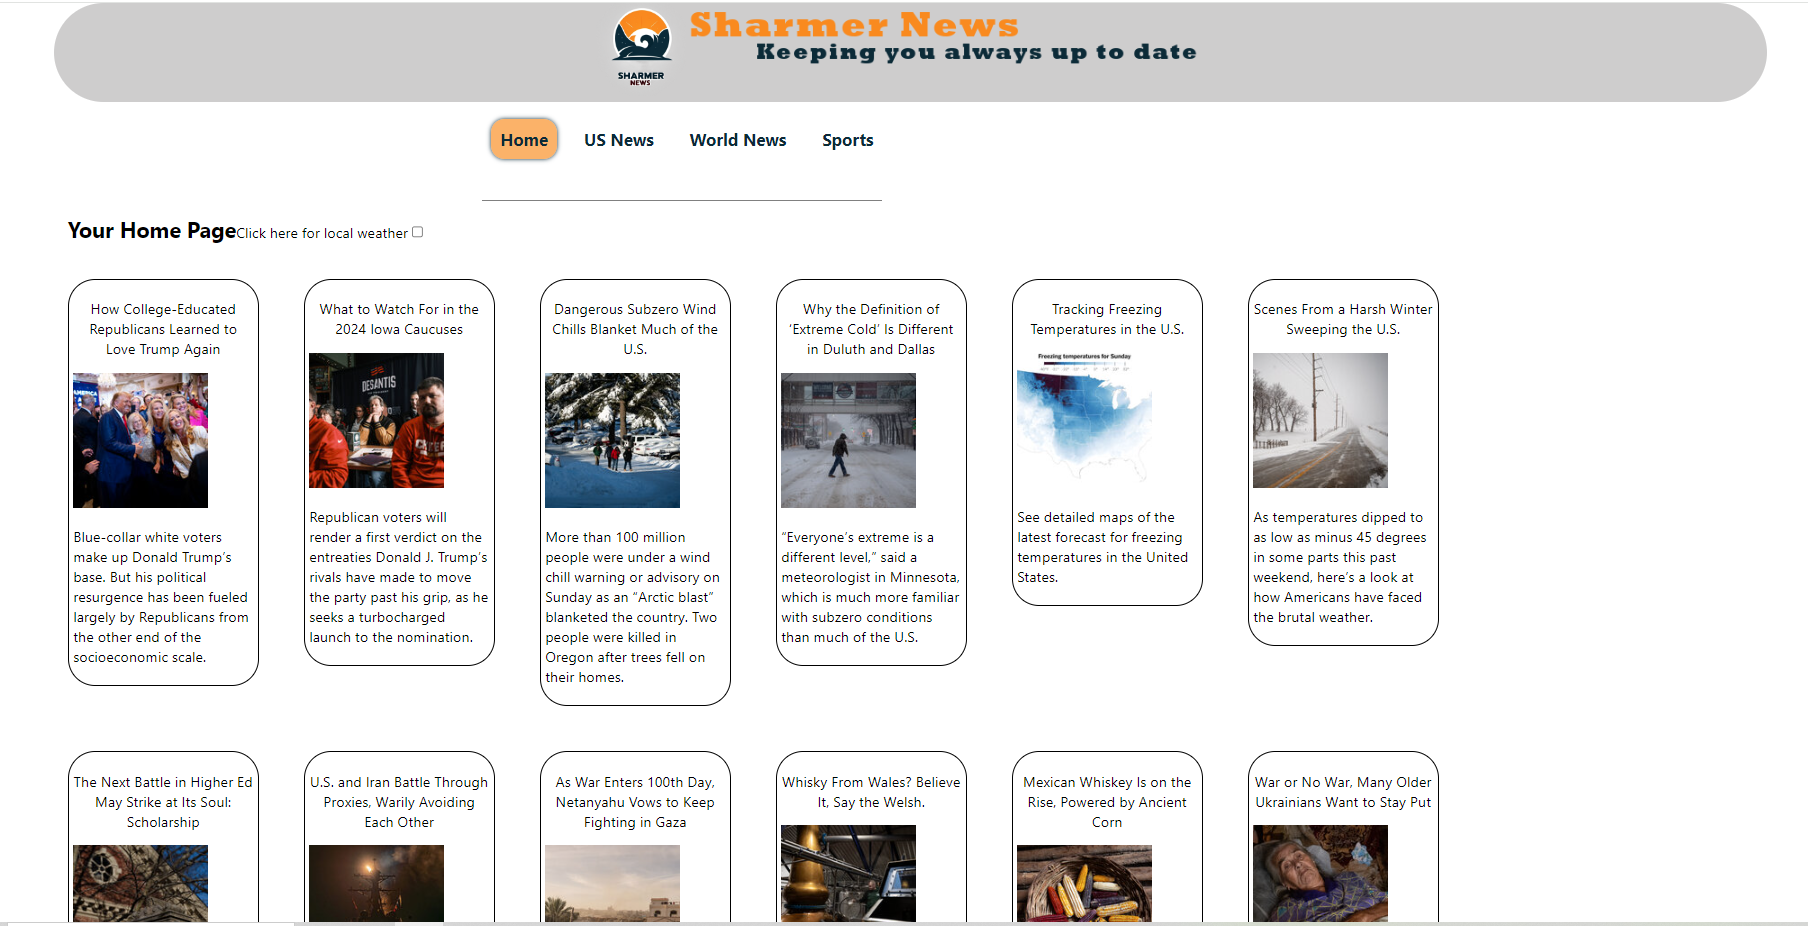 Sharmer News
Keeping you always up to date
SHARMER
NEWS
Home
US News
World News
Sports
Your Home Page
Click here for local weather
How College-Educated
Republicans Learned to
Love Trump Again
AMERICA
Blue-collar white voters
make up Donald Trump’s
base. But his political
resurgence has been fueled
largely by Republicans from
the other end of the
socioeconomic scale.
What to Watch For in the
2024 Iowa Caucuses
DESANTIS
Republican voters will
render a first verdict on the
entreaties Donald J. Trump’s
rivals have made to move
the party past his grip, as he
seeks a turbocharged
launch to the nomination.
Dangerous Subzero Wind
Chills Blanket Much of the
U.S.
More than 100 million
people were under a wind
chill warning or advisory on
Sunday as an “Arctic blast”
blanketed the country. Two
people were killed in
Oregon after trees fell on
their homes.
Why the Definition of
‘Extreme Cold’ Is Different
in Duluth and Dallas
“Everyone’s extreme is a
different level,” said a
meteorologist in Minnesota,
which is much more familiar
with subzero conditions
than much of the U.S.
Tracking Freezing
Temperatures in the U.S.
Freezing temperatures for Sunday
See detailed maps of the
latest forecast for freezing
temperatures in the United
States.
Scenes From a Harsh Winter
Sweeping the U.S.
As temperatures dipped to
as low as minus 45 degrees
in some parts this past
weekend, here’s a look at
how Americans have faced
the brutal weather.
The Next Battle in Higher Ed
May Strike at Its Soul:
Scholarship
U.S. and Iran Battle Through
Proxies, Warily Avoiding
Each Other
As War Enters 100th Day,
Netanyahu Vows to Keep
Fighting in Gaza
Whisky From Wales? Believe
It, Say the Welsh.
Mexican Whiskey Is on the
Rise, Powered by Ancient
Corn
War or No War, Many Older
Ukrainians Want to Stay Put